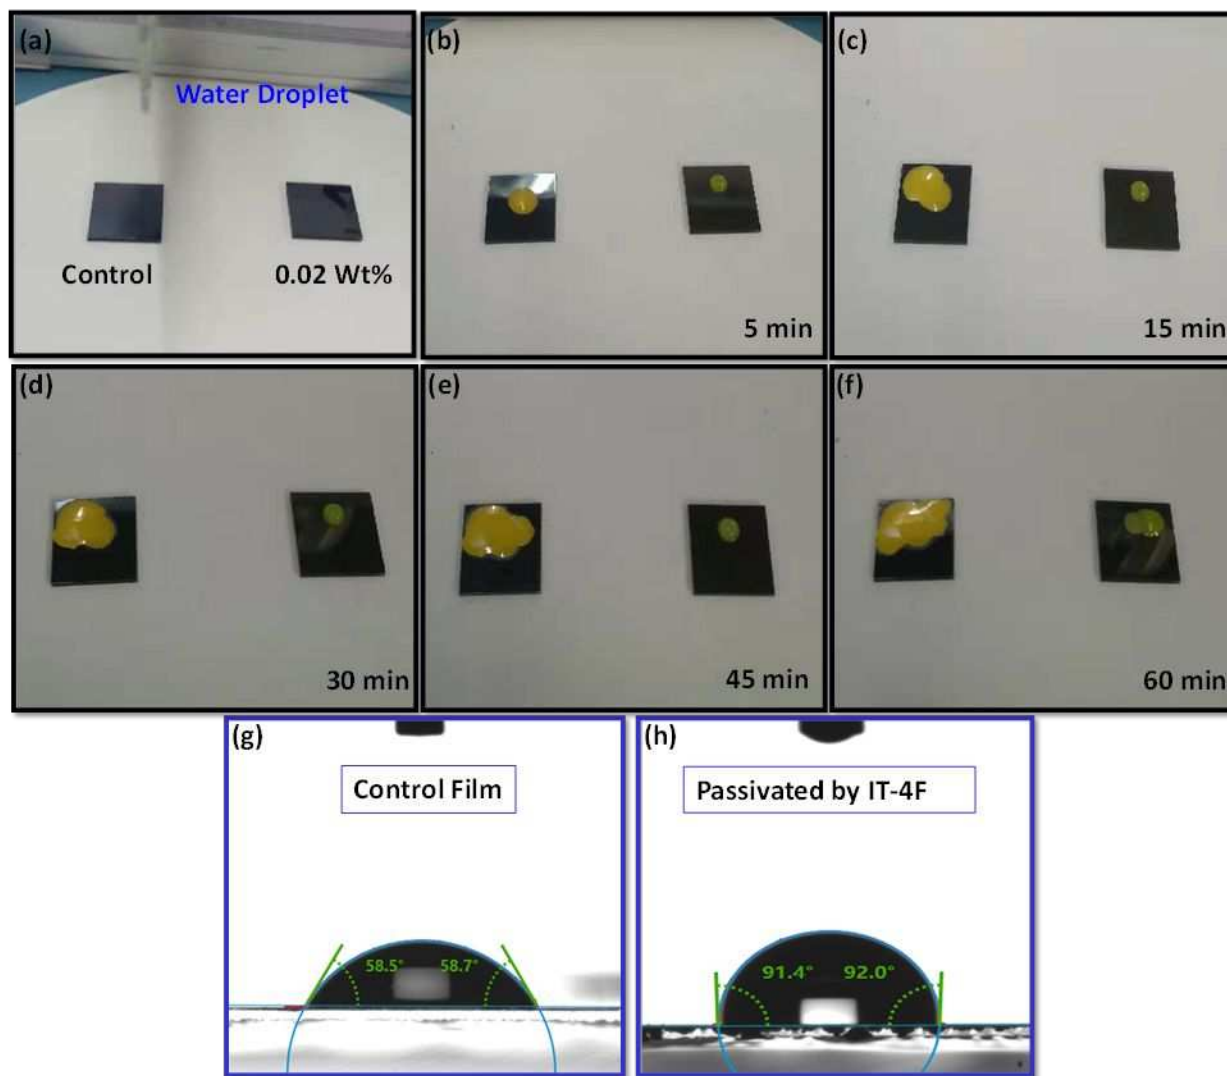 (a)
Water Droplet
Control
0.02 Wt%
(b)
5 min
(c)
15 min
(d)
30 min
(e)
45 min
(f)
60 min
(g)
Control Film
58.5°
58.7°
(h)
Passivated by IT-4F
91.4°
92.0°